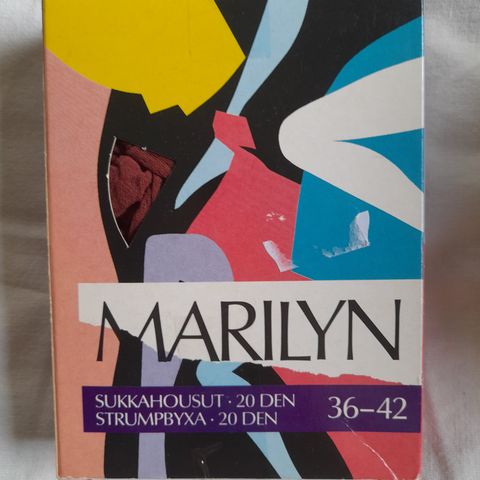 MARILYN
SUKKAHOUSUT · 20 DEN
STRUMPBYXA · 20 DEN
36–42